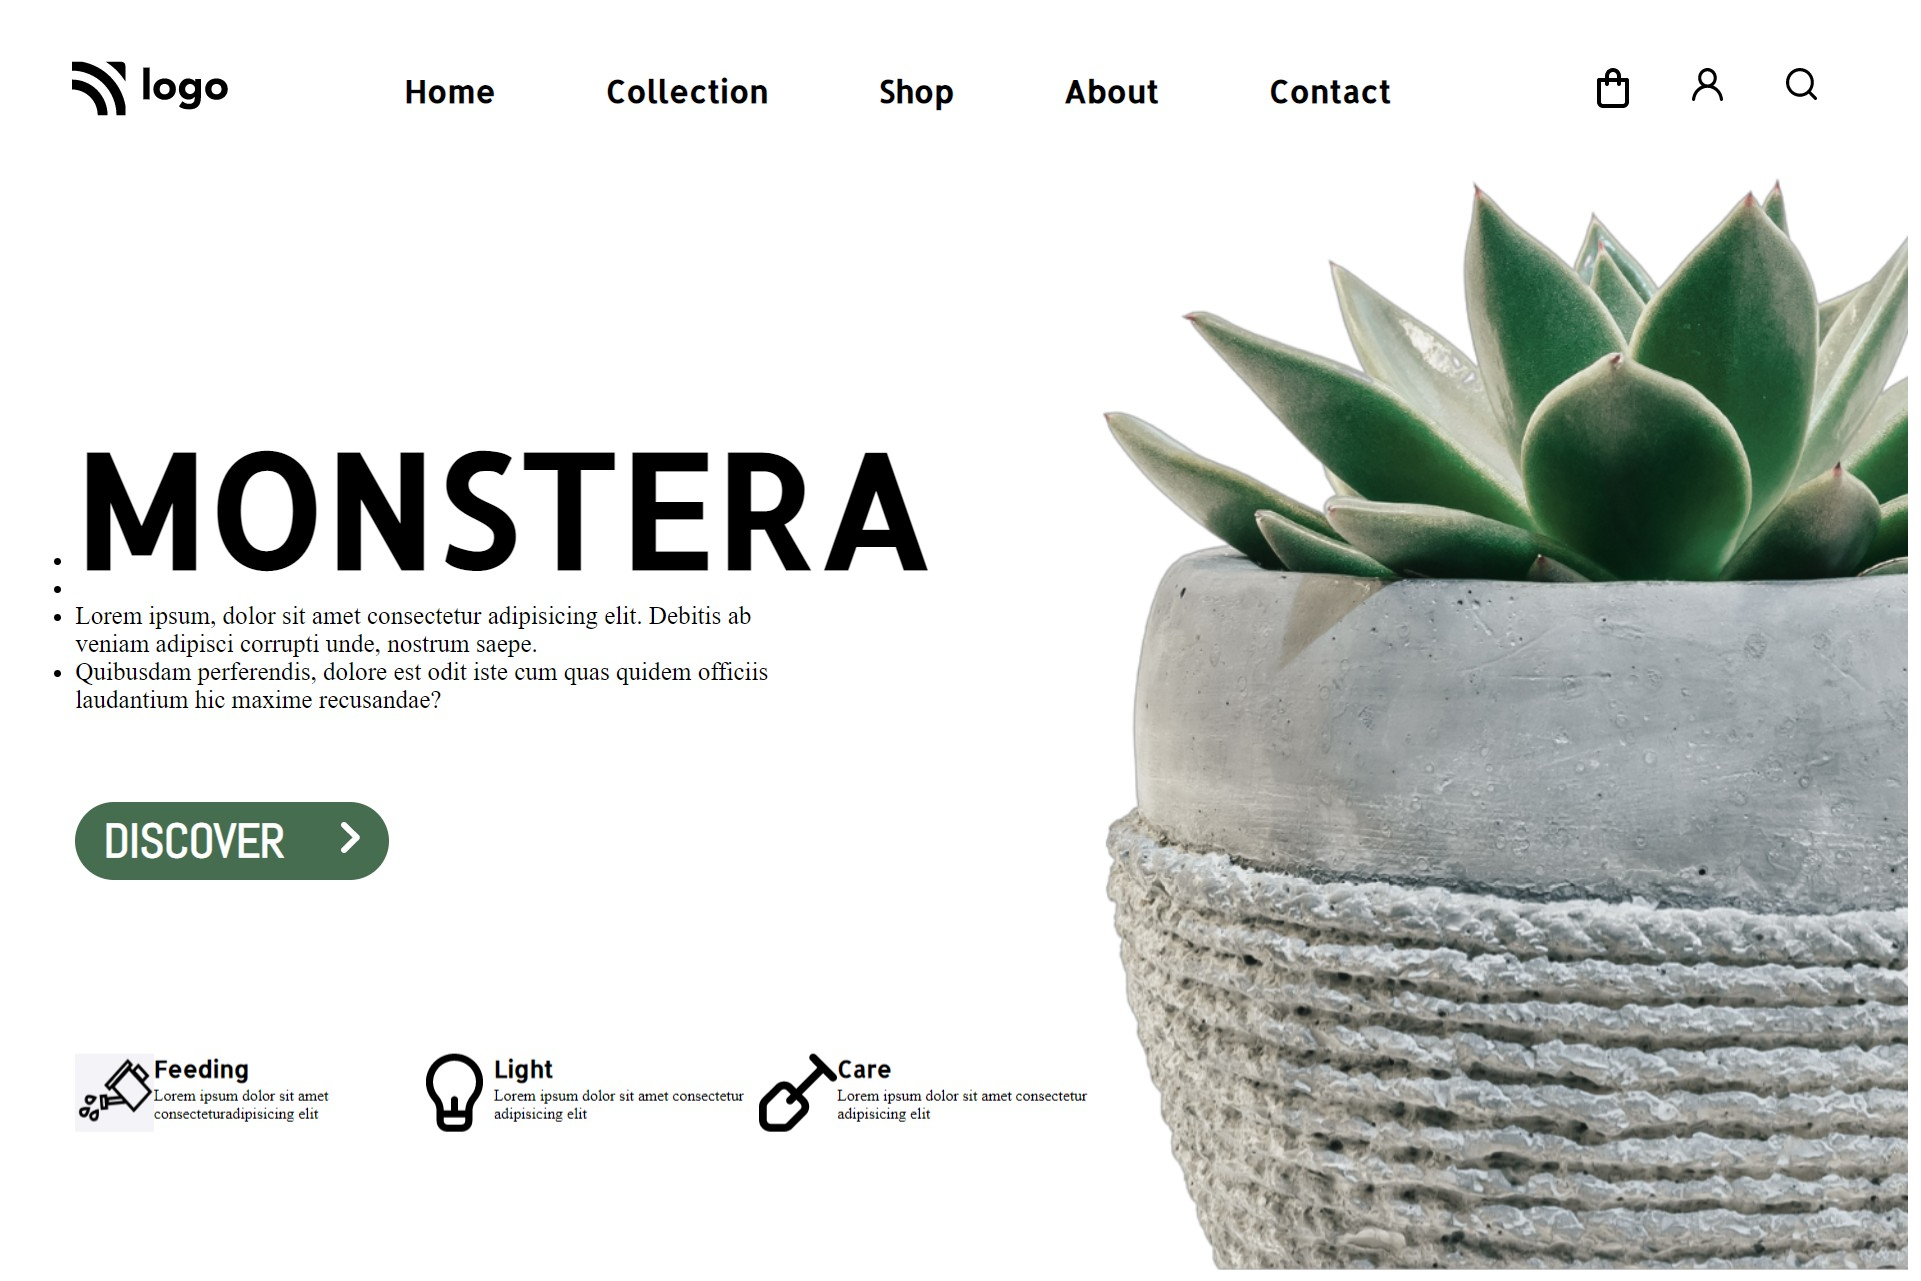 logo
Home Collection Shop About Contact
MONSTERA
Lorem ipsum, dolor sit amet consectetur adipisicing elit. Debitis ab
veniam adipisci corrupti unde, nostrum saepe.
Quibusdam perferendis, dolore est odit iste cum quas quidem officiis
laudantium hic maxime recusandae?
DISCOVER
Feeding
Lorem ipsum dolor sit amet
consecteturadipisicing elit
Light
Lorem ipsum dolor sit amet consectetur
adipisicing elit
Care
Lorem ipsum dolor sit amet consectetur
adipisicing elit